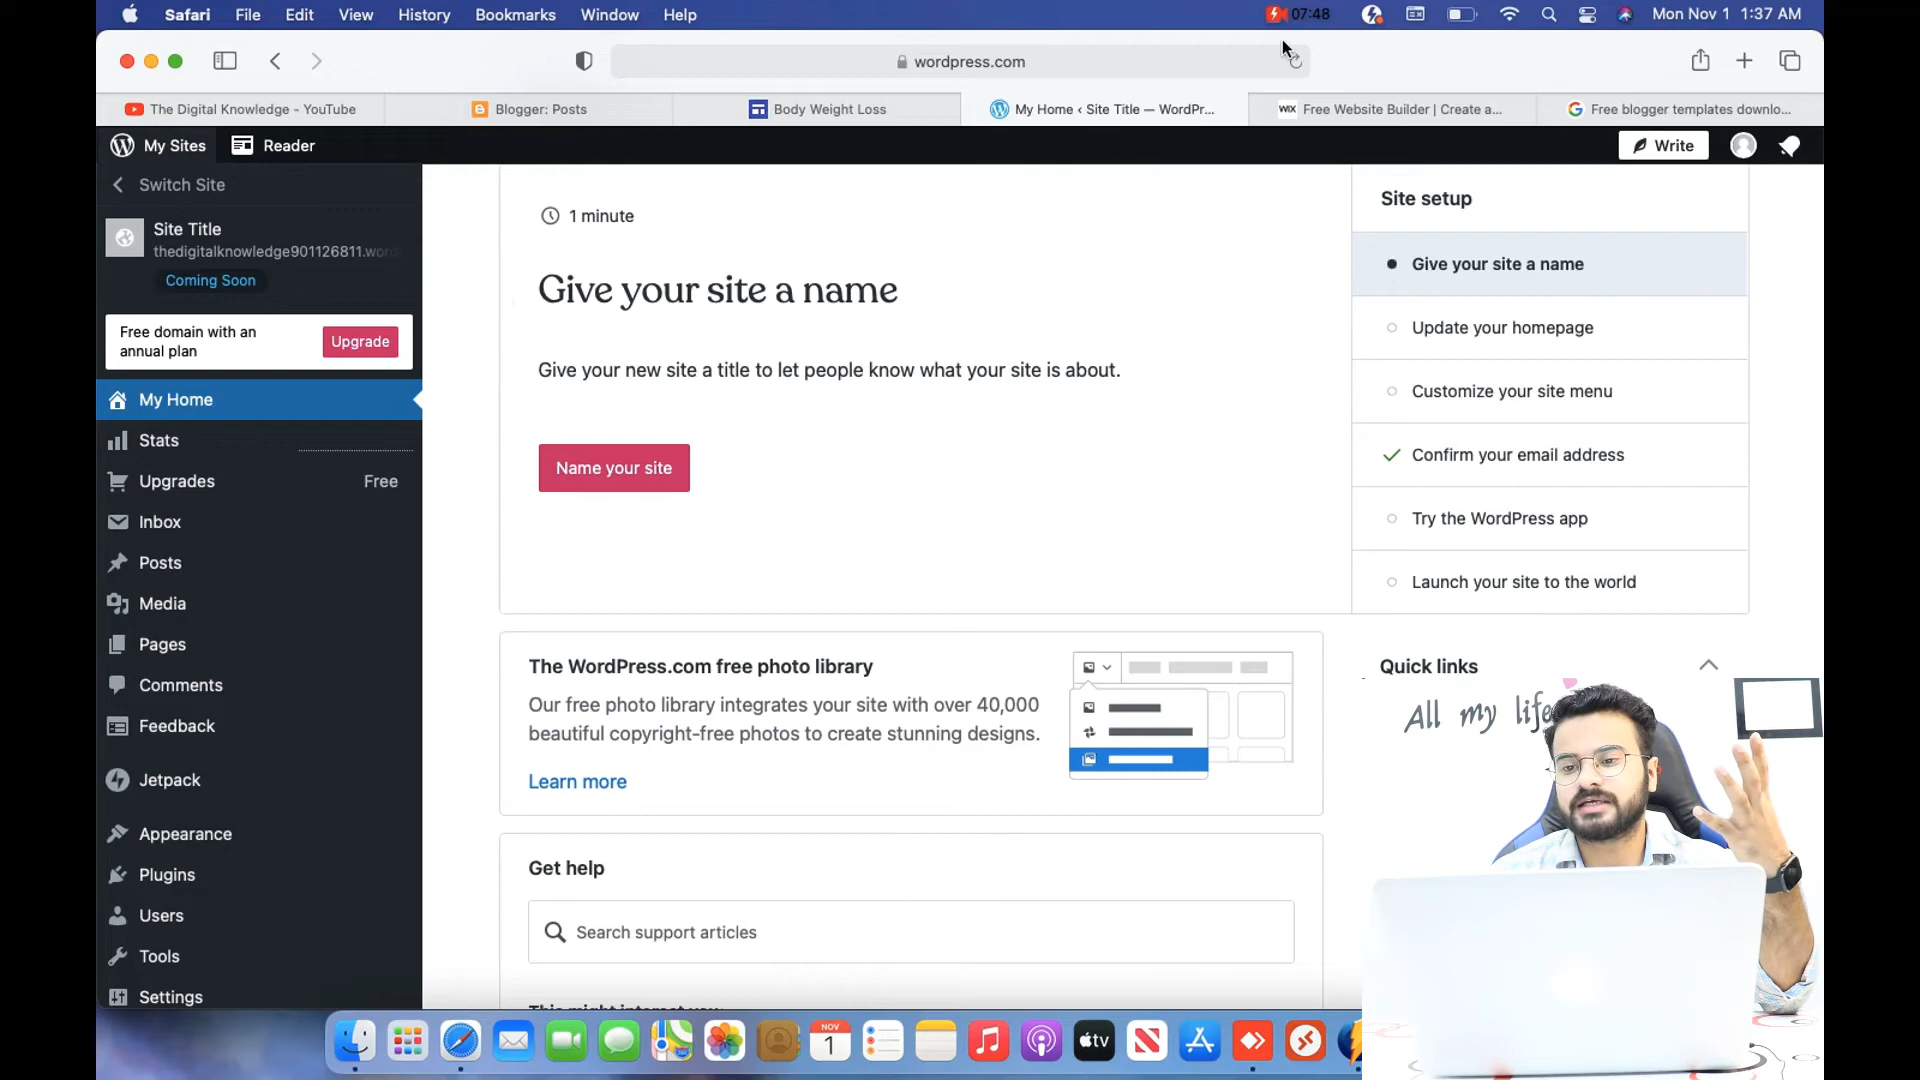 Safari File Edit View History Bookmarks Window Help 07:48 Mon Nov 1 1:37 AM
wordpress.com
The Digital Knowledge - YouTube
Blogger: Posts
Body Weight Loss
My Home ‹ Site Title — WordPr...
WIX Free Website Builder | Create a...
Free blogger templates downlo...
My Sites Reader Write
Switch Site
Site Title
thedigitalknowledge901126811.wor
Coming Soon
Free domain with an
annual plan
Upgrade
My Home
Stats
Upgrades Free
Inbox
Posts
Media
Pages
Comments
Feedback
Jetpack
Appearance
Plugins
Users
Tools
Settings
1 minute
Give your site a name
Give your new site a title to let people know what your site is about.
Name your site
Site setup
Give your site a name
Update your homepage
Customize your site menu
Confirm your email address
Try the WordPress app
Launch your site to the world
The WordPress.com free photo library
Our free photo library integrates your site with over 40,000
beautiful copyright-free photos to create stunning designs.
Learn more
Quick links
All my life
Get help
Search support articles
NOV
1
tv